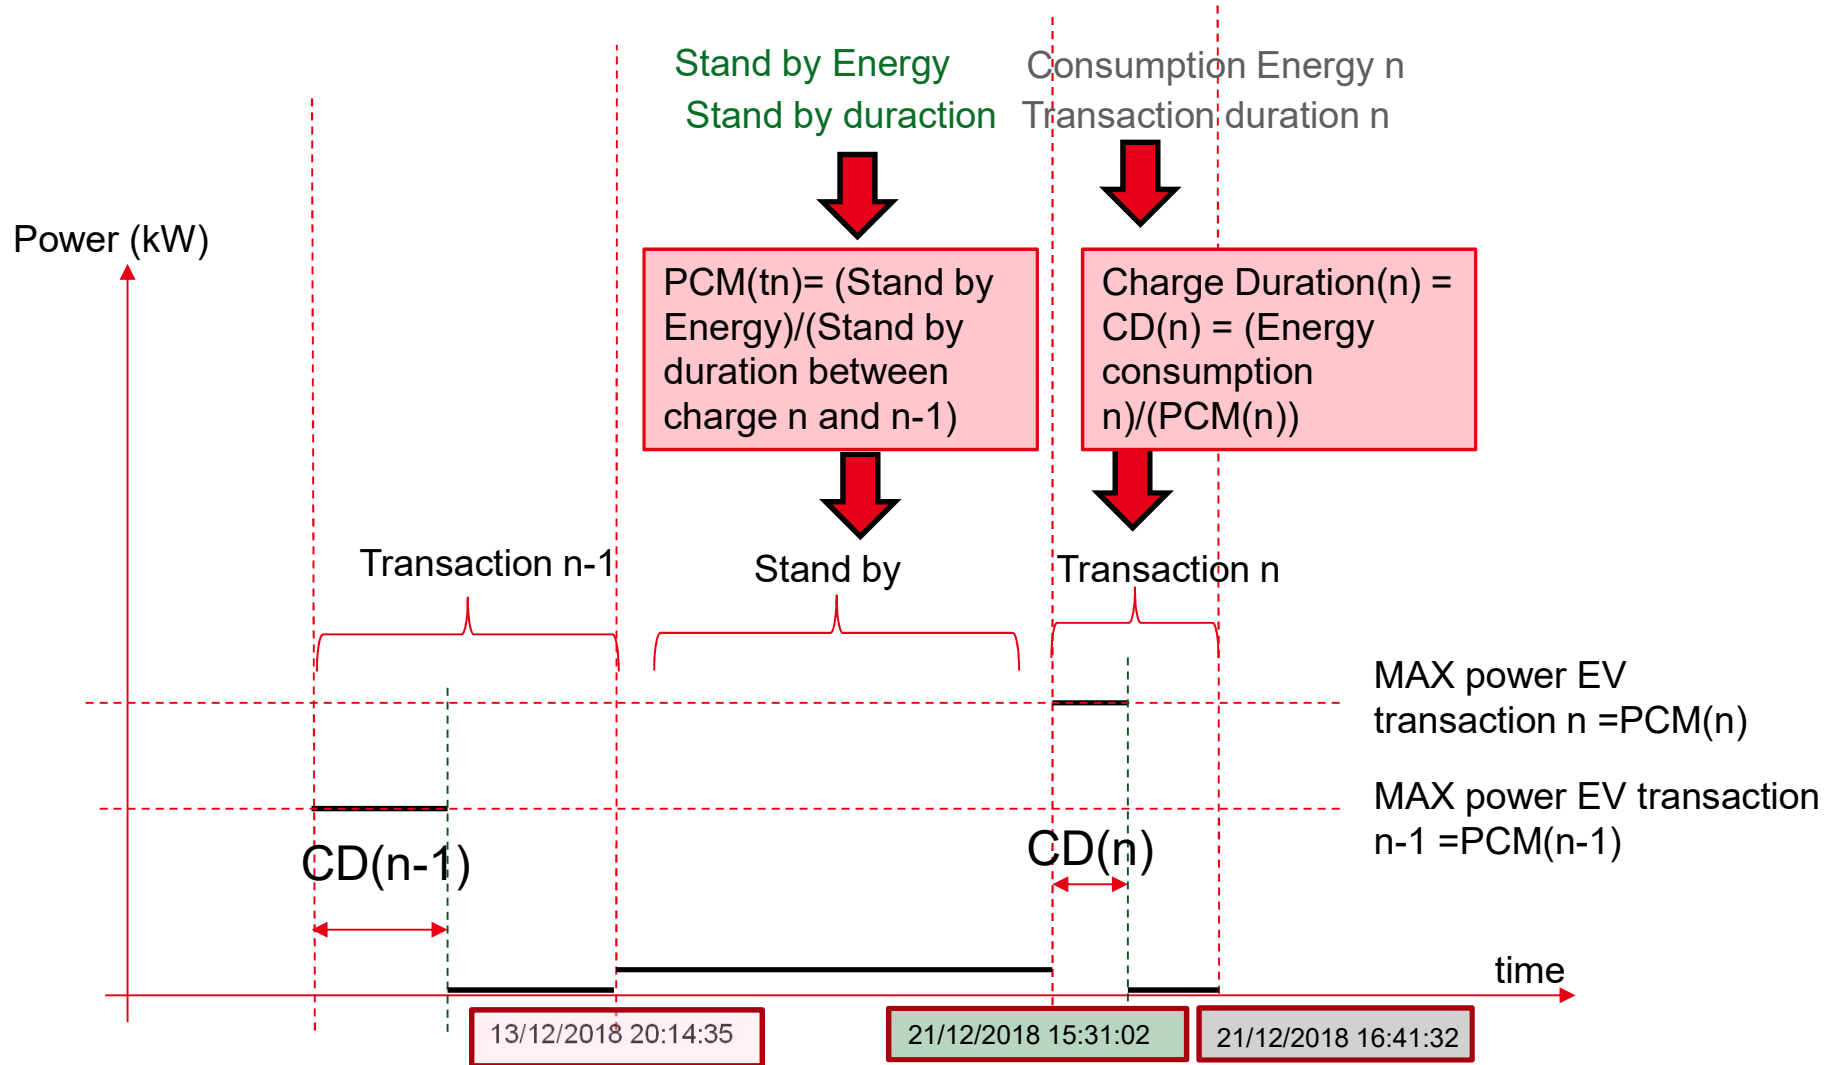 Stand by Energy
Stand by duraction
Consumption Energy n
Transaction duration n
Power (kW)
PCM(tn)= (Stand by
Energy)/(Stand by
duration between
charge n and n-1)
Charge Duration(n) =
CD(n) = (Energy
consumption
n)/(PCM(n))
Transaction n-1
Stand by
Transaction n
MAX power EV
transaction n =PCM(n)
MAX power EV transaction
n-1 =PCM(n-1)
CD(n-1)
CD(n)
time
13/12/2018 20:14:35
21/12/2018 15:31:02
21/12/2018 16:41:32